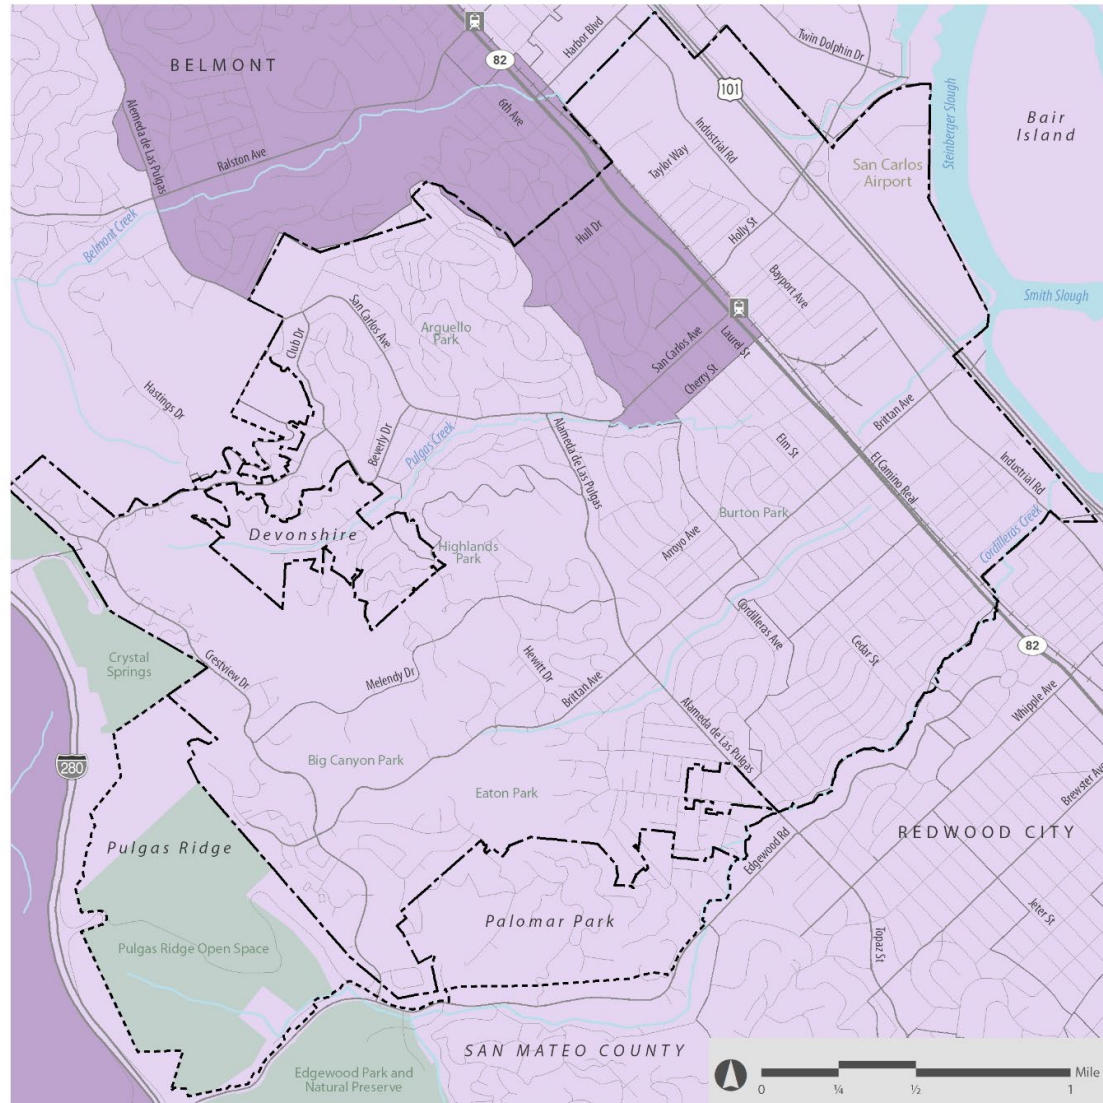 BELMONT
Harbor Blvd
Twin Dolphin Dr
82
101
6th Ave
Alameda de Las Pulgas
Ralston Ave
Taylor Way
Industrial Rd
San Carlos
Airport
Steinberger Slough
Bair
Island
Belmont Creek
Hull Dr
Holly St
Bayport Ave
Smith Slough
San Carlos Ave
Arguello
Park
Club Dr
Laurel St
San Carlos Ave
Cherry St
Hastings Dr
Brittan Ave
Beverly Dr
Pulgas Creek
Alameda de Las Pulgas
Elm St
El Camino Real
Industrial Rd
Burton Park
Devonshire
Highlands
Park
Arroyo Ave
Cordilleras Creek
Cordilleras Ave
Crystal
Springs
Crestview Dr
Melendy Dr
Hewitt Dr
Brittan Ave
Cedar St
82
Whipple Ave
Alameda de Las Pulgas
280
Big Canyon Park
Eaton Park
Brewster Ave
Pulgas Ridge
REDWOOD CITY
Edgewood Rd
Palomar Park
Jeter St
Topaz St
Pulgas Ridge Open Space
SAN MATEO COUNTY
Edgewood Park and
Natural Preserve
0 ¼ ½ 1 Mile